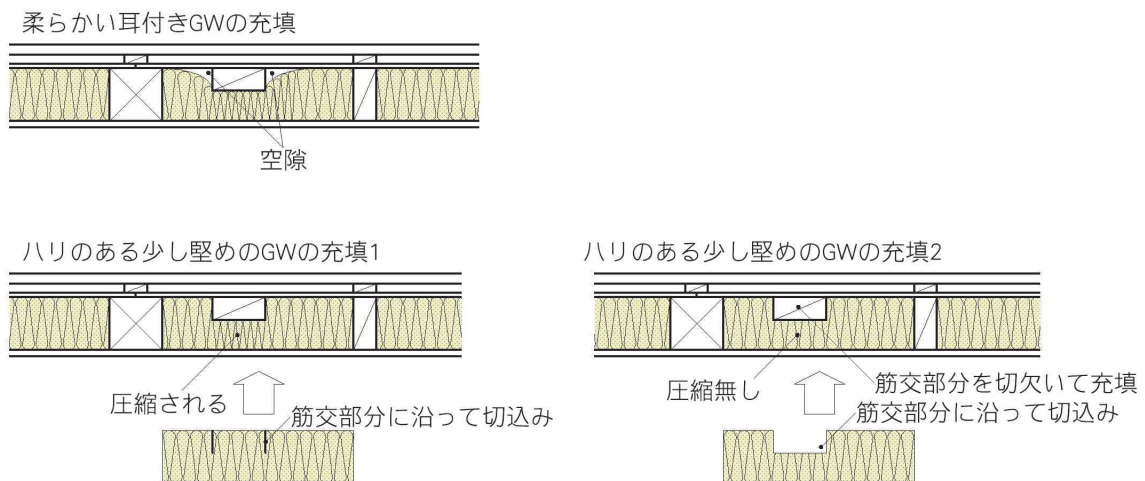 柔らかい耳付きGWの充填
空隙
ハリのある少し堅めのGWの充填1
圧縮される
筋交部分に沿って切込み
ハリのある少し堅めのGWの充填2
圧縮無し
筋交部分を切欠いて充填
筋交部分に沿って切込み